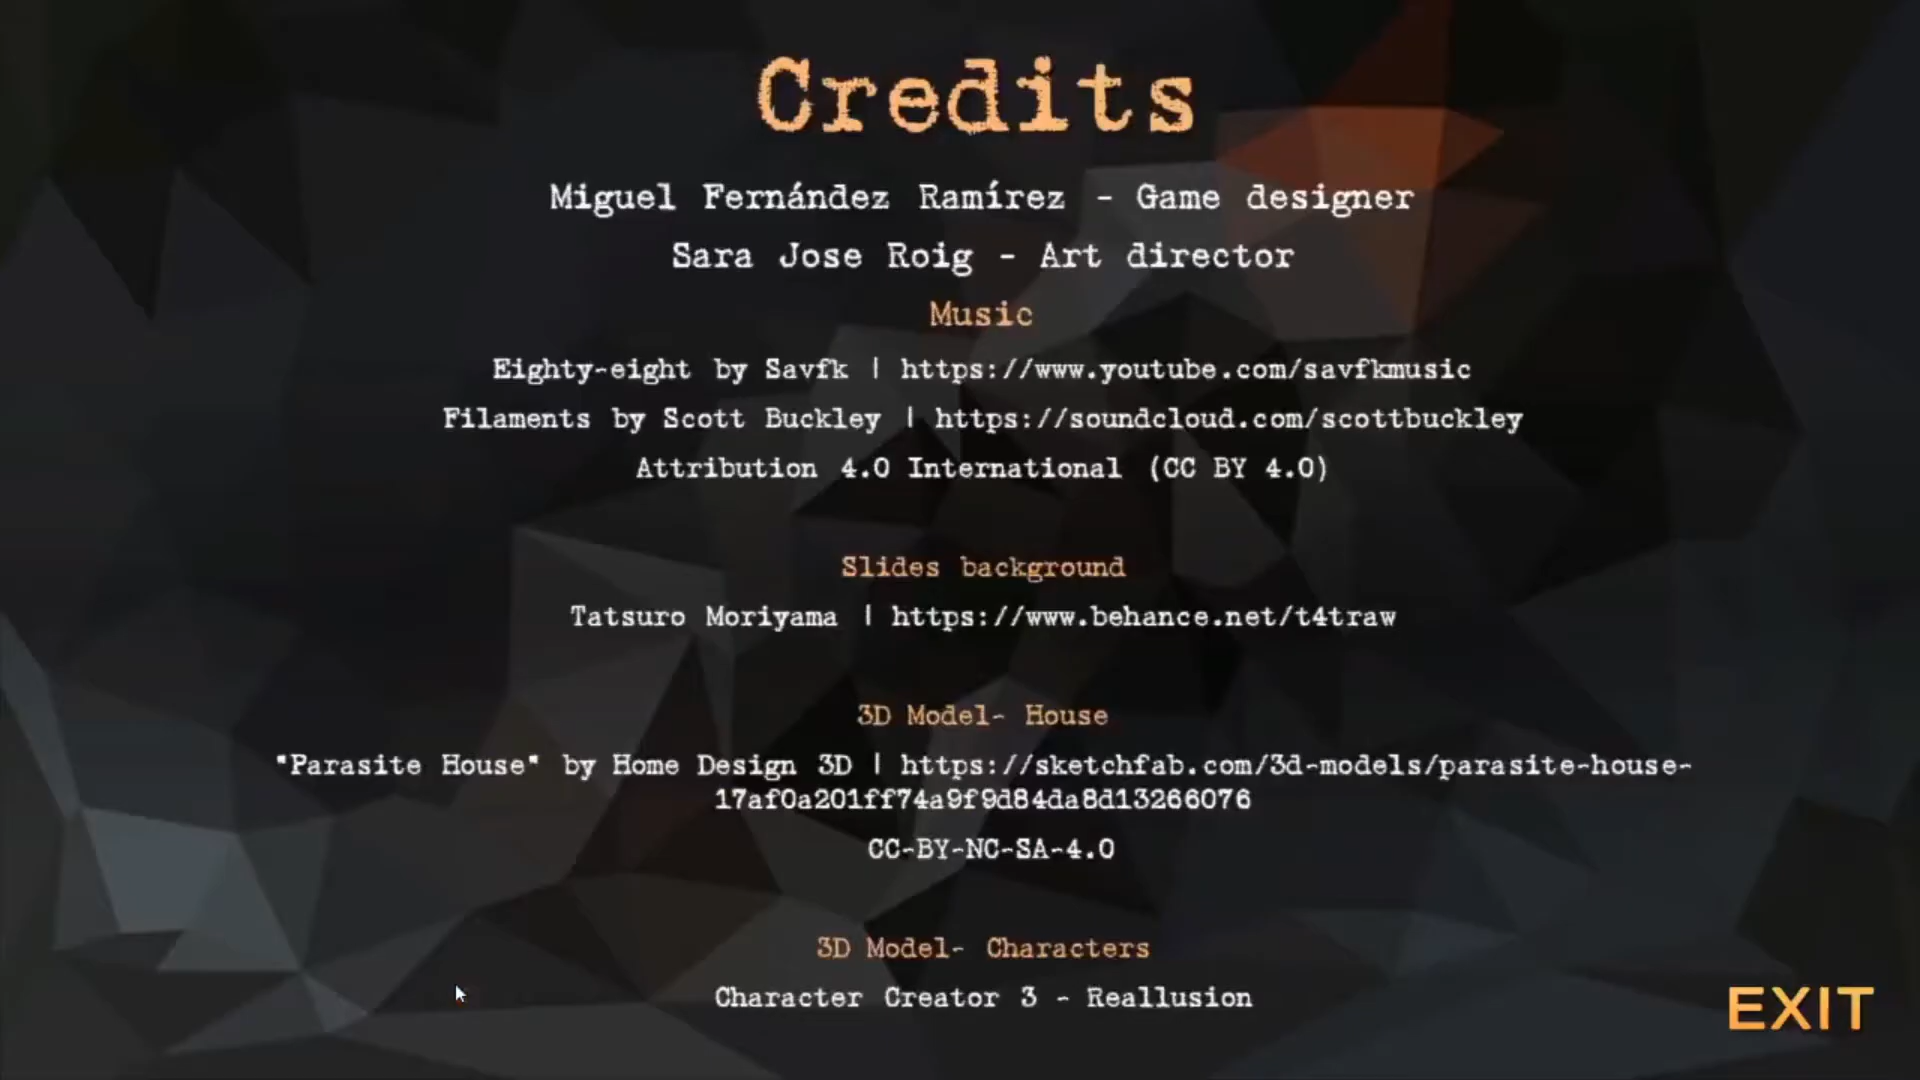 Credits
Miguel Fernández Ramírez - Game designer
Sara Jose Roig - Art director
Music
Eighty-eight by Savfk | https://www.youtube.com/savfkmusic
Filaments by Scott Buckley | https://soundcloud.com/scottbuckley
Attribution 4.0 International (CC BY 4.0)
Slides background
Tatsuro Moriyama | https://www.behance.net/t4traw
3D Model- House
"Parasite House" by Home Design 3D | https://sketchfab.com/3d-models/parasite-house-
17af0a201ff74a9f9d84da8d13266076
CC-BY-NC-SA-4.0
3D Model- Characters
Character Creator 3 - Reallusion
EXIT